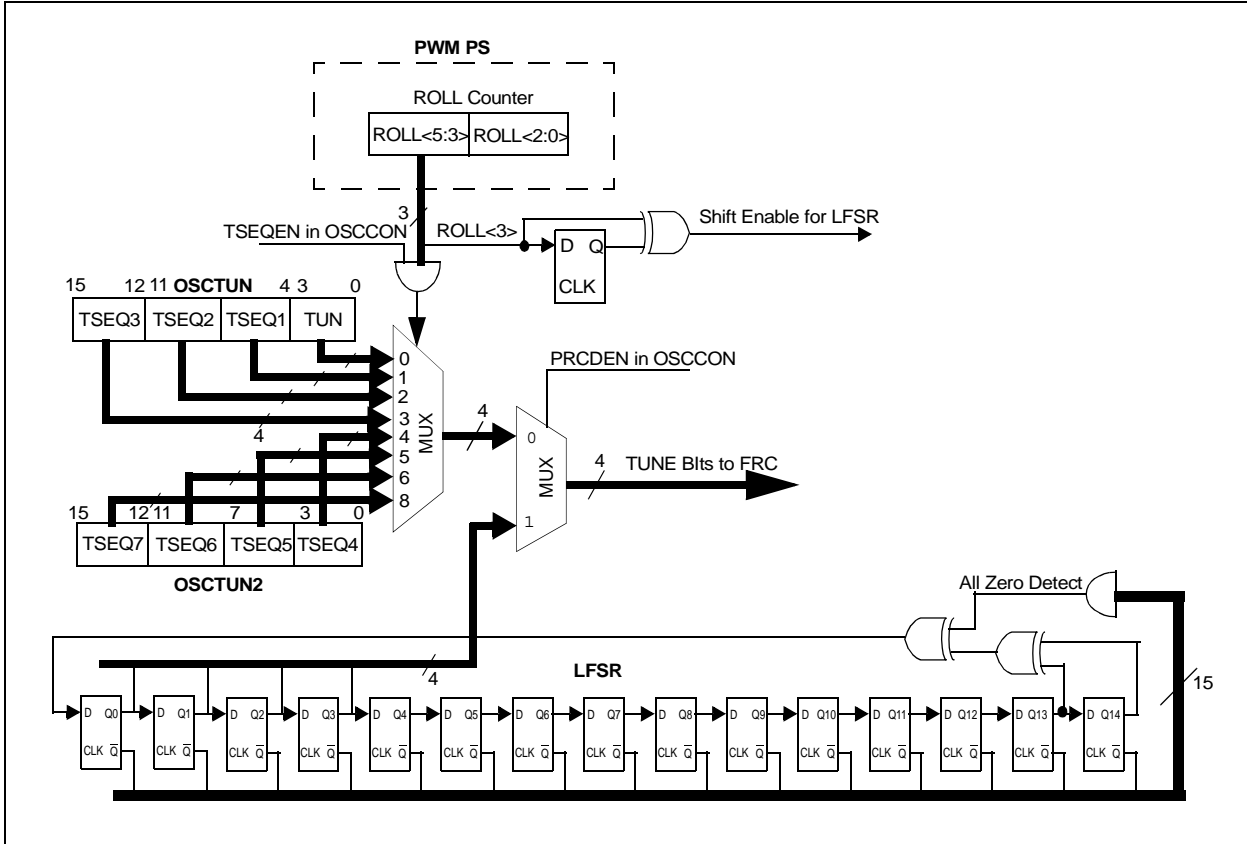 PWM PS
ROLL Counter
ROLL<5:3> ROLL<2:0>
3
TSEQEN in OSCCON
ROLL<3>
Shift Enable for LFSR
D Q
CLK
15 12 11 OSCTUN 4 3 0
TSEQ3 TSEQ2 TSEQ1 TUN
PRCDEN in OSCCON
0
1
2
3
4
5
6
8
MUX
4
4
0
1
MUX
4
TUNE BIts to FRC
15 12 11 7 3 0
TSEQ7 TSEQ6 TSEQ5 TSEQ4
OSCTUN2
All Zero Detect
LFSR
4
15
D Q0 D Q1 D Q2 D Q3 D Q4 D Q5 D Q6 D Q7 D Q8 D Q9 D Q10 D Q11 D Q12 D Q13 D Q14
CLK Q̅ CLK Q̅ CLK Q̅ CLK Q̅ CLK Q̅ CLK Q̅ CLK Q̅ CLK Q̅ CLK Q̅ CLK Q̅ CLK Q̅ CLK Q̅ CLK Q̅ CLK Q̅ CLK Q̅